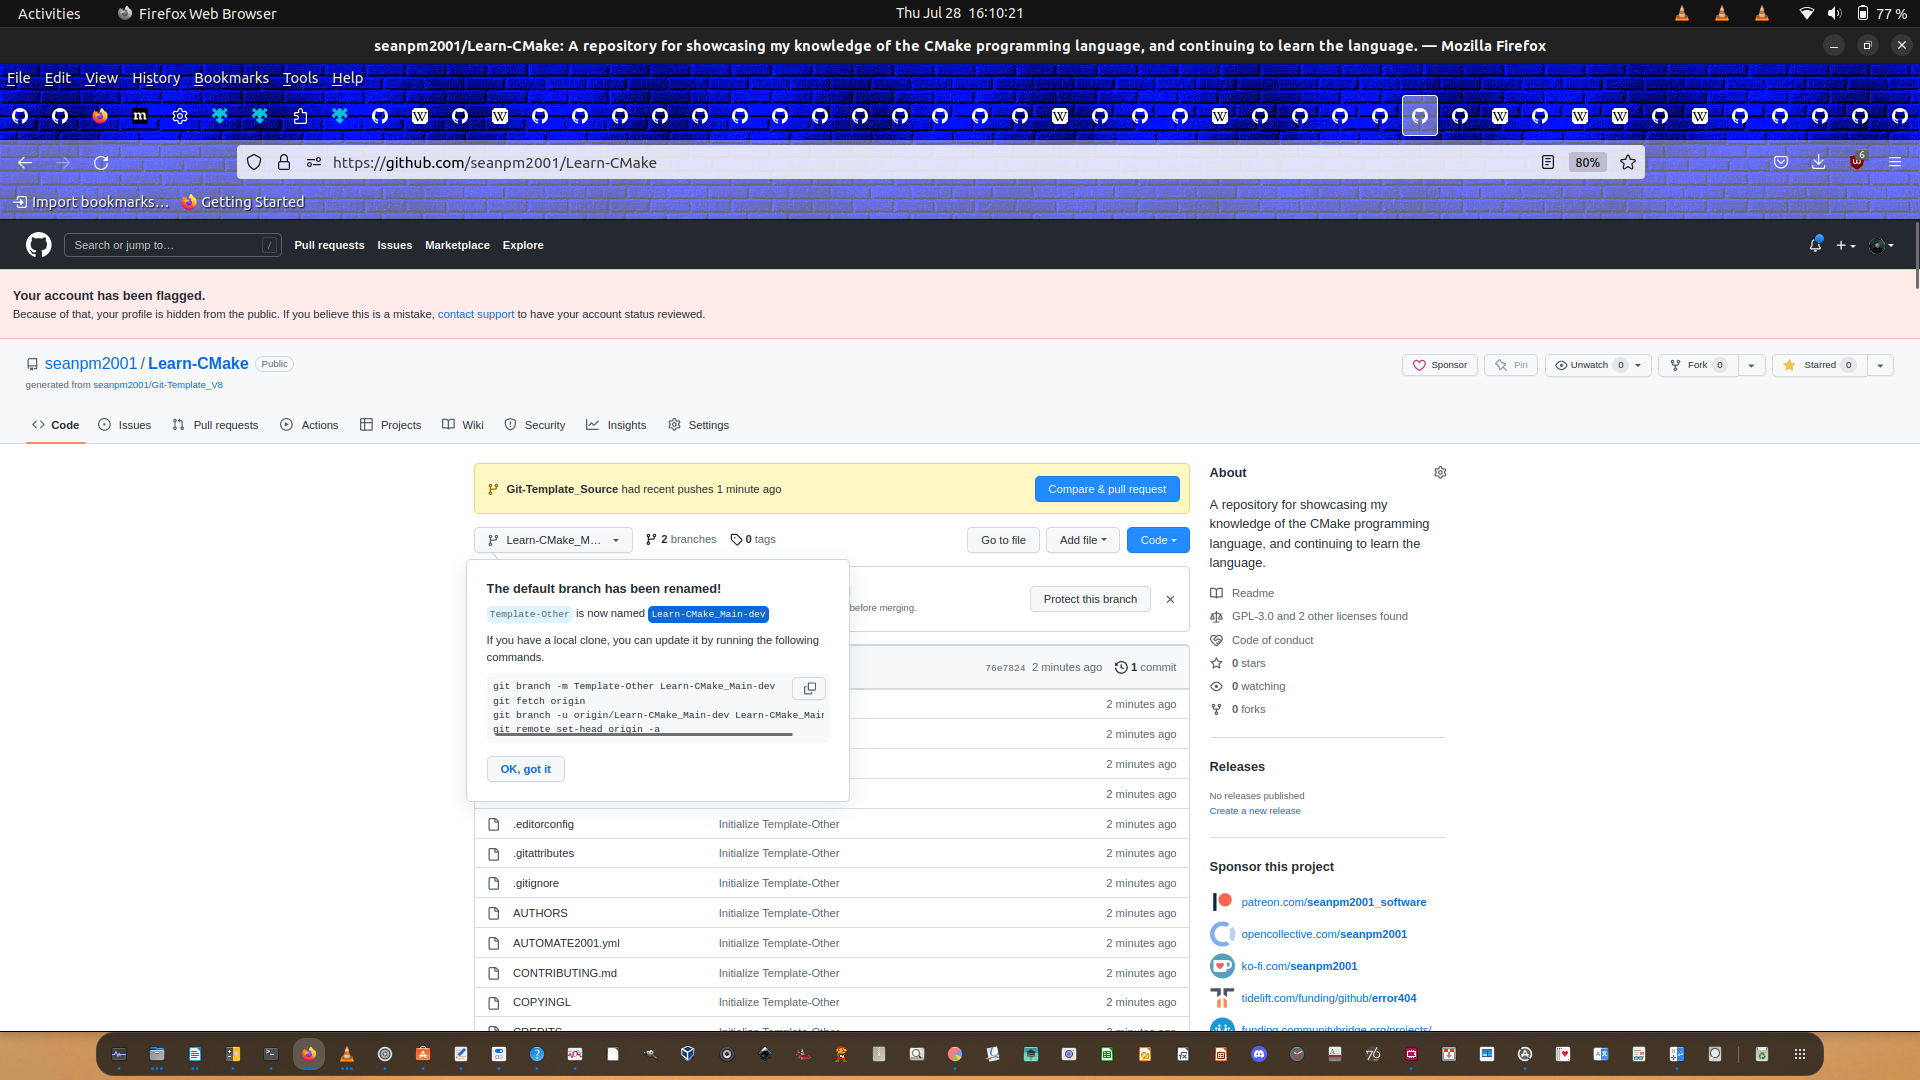 Activities
Firefox Web Browser
Thu Jul 28 16:10:21
77 %
seanpm2001/Learn-CMake: A repository for showcasing my knowledge of the CMake programming language, and continuing to learn the language. — Mozilla Firefox
File Edit View History Bookmarks Tools Help
https://github.com/seanpm2001/Learn-CMake
80%
6
Import bookmarks…
Getting Started
Search or jump to…
/
Pull requests
Issues
Marketplace
Explore
Your account has been flagged.
Because of that, your profile is hidden from the public. If you believe this is a mistake, contact support to have your account status reviewed.
seanpm2001 / Learn-CMake Public
generated from seanpm2001/Git-Template_V8
Sponsor
Pin
Unwatch 0
Fork 0
Starred 0
Code
Issues
Pull requests
Actions
Projects
Wiki
Security
Insights
Settings
Git-Template_Source had recent pushes 1 minute ago
Compare & pull request
Learn-CMake_M…
2 branches
0 tags
Go to file
Add file
Code
The default branch has been renamed!
Template-Other is now named Learn-CMake_Main-dev
If you have a local clone, you can update it by running the following
commands.
git branch -m Template-Other Learn-CMake_Main-dev
git fetch origin
git branch -u origin/Learn-CMake_Main-dev Learn-CMake_Main
git remote set-head origin -a
OK, got it
before merging.
Protect this branch
76e7824 2 minutes ago 1 commit
2 minutes ago
2 minutes ago
2 minutes ago
2 minutes ago
.editorconfig Initialize Template-Other 2 minutes ago
.gitattributes Initialize Template-Other 2 minutes ago
.gitignore Initialize Template-Other 2 minutes ago
AUTHORS Initialize Template-Other 2 minutes ago
AUTOMATE2001.yml Initialize Template-Other 2 minutes ago
CONTRIBUTING.md Initialize Template-Other 2 minutes ago
COPYINGL Initialize Template-Other 2 minutes ago
CREDITS Initialize Template-Other 2 minutes ago
About
A repository for showcasing my
knowledge of the CMake programming
language, and continuing to learn the
language.
Readme
GPL-3.0 and 2 other licenses found
Code of conduct
0 stars
0 watching
0 forks
Releases
No releases published
Create a new release
Sponsor this project
patreon.com/seanpm2001_software
opencollective.com/seanpm2001
ko-fi.com/seanpm2001
tidelift.com/funding/github/error404
funding.communitybridge.org/projects/